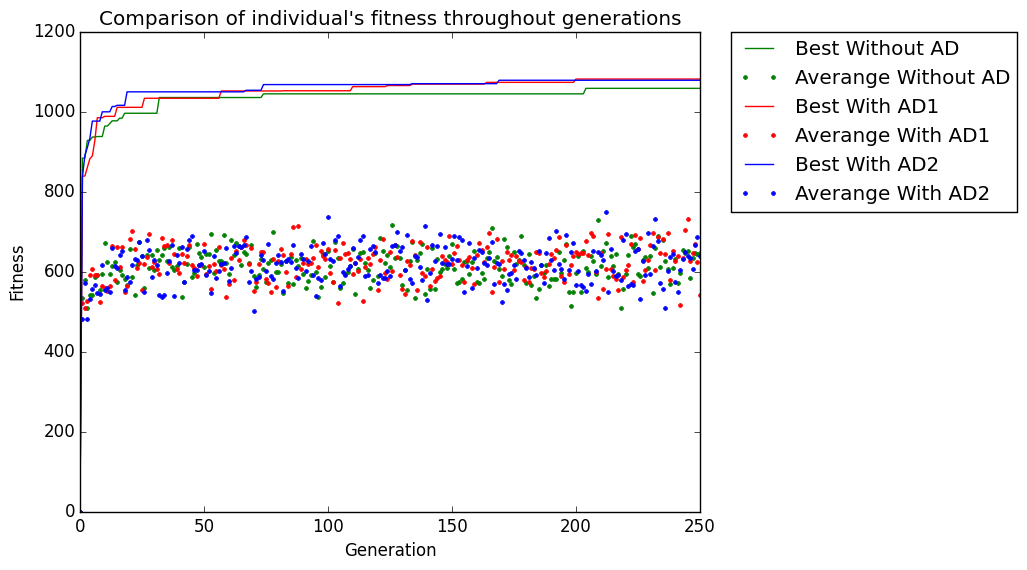 Comparison of individual's fitness throughout generations
1200
1000
800
600
400
200
0
Fitness
0 50 100 150 200 250
Generation
Best Without AD
Averange Without AD
Best With AD1
Averange With AD1
Best With AD2
Averange With AD2